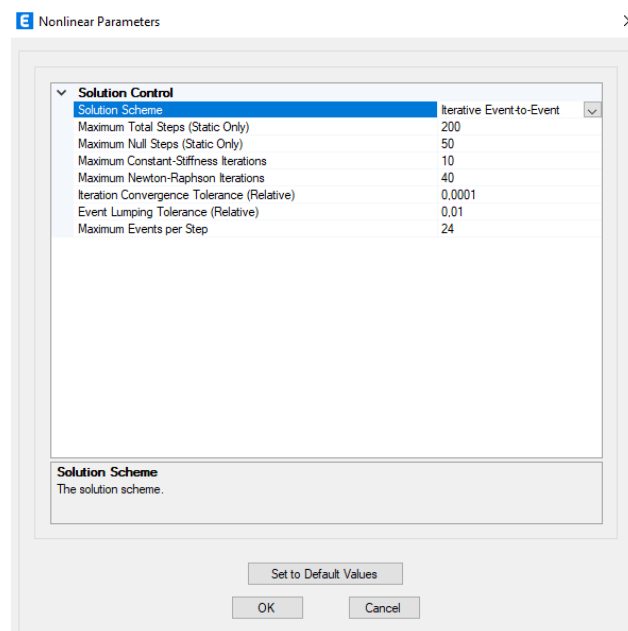 E Nonlinear Parameters
Solution Control
Solution Scheme Iterative Event-to-Event
Maximum Total Steps (Static Only) 200
Maximum Null Steps (Static Only) 50
Maximum Constant-Stiffness Iterations 10
Maximum Newton-Raphson Iterations 40
Iteration Convergence Tolerance (Relative) 0,0001
Event Lumping Tolerance (Relative) 0,01
Maximum Events per Step 24
Solution Scheme
The solution scheme.
Set to Default Values
OK Cancel